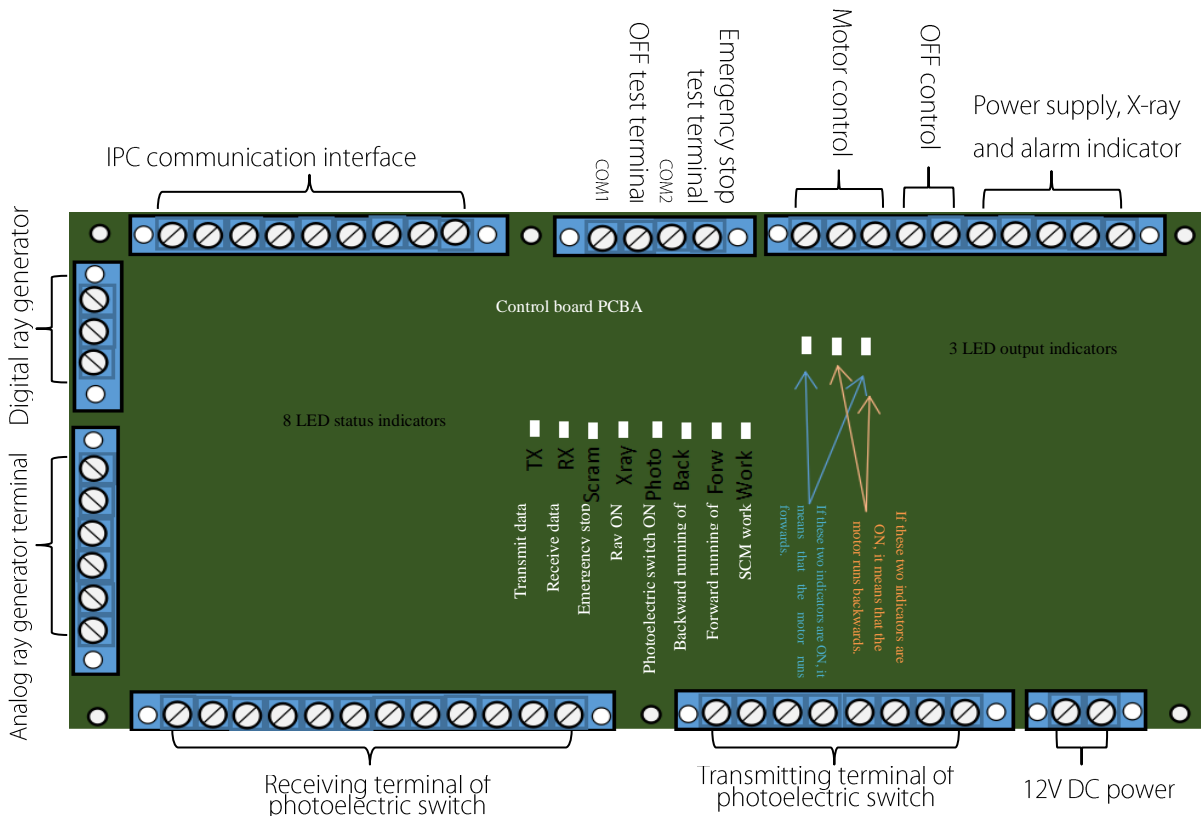 Emergency stop
test terminal
COM2
OFF test terminal
COM1
Motor control
OFF control
Power supply, X-ray
and alarm indicator
IPC communication interface
Digital ray generator
Analog ray generator terminal
Control board PCBA
3 LED output indicators
8 LED status indicators
TX
RX
Scram
Xray
Photo
Back
Forw
Work
Transmit data
Receive data
Emergency stop
Ray ON
Photoelectric switch ON
Backward running of
Forward running of
SCM work
If these two indicators are ON, it
means that the motor runs
forwards.
If these two indicators are
ON, it means that the
motor runs backwards.
Receiving terminal of
photoelectric switch
Transmitting terminal of
photoelectric switch
12V DC power